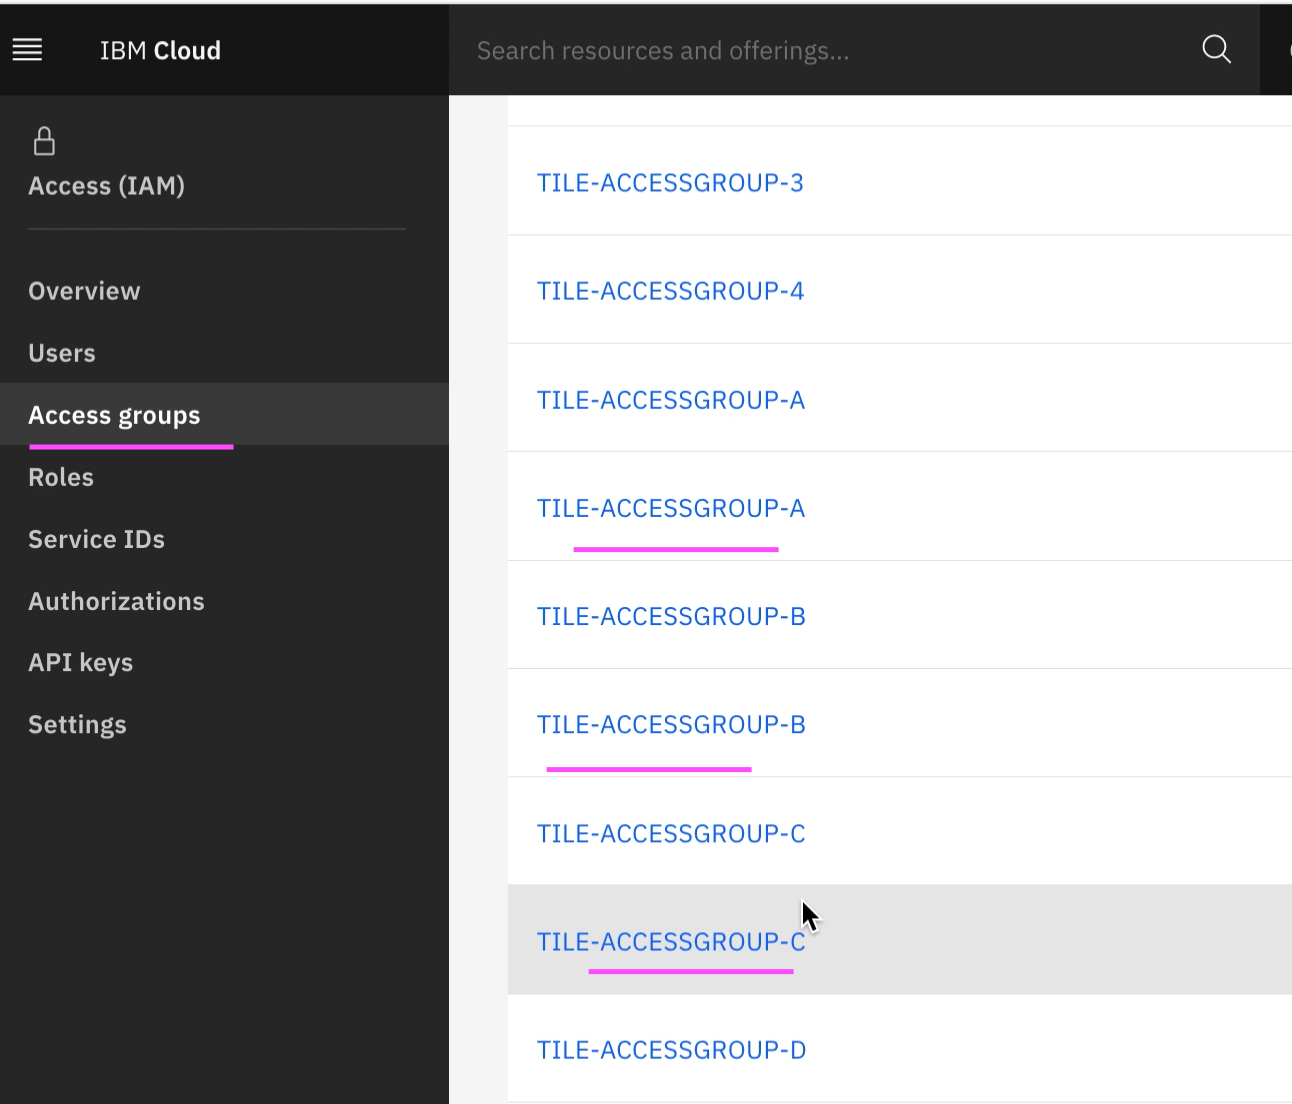 IBM Cloud
Search resources and offerings...
Access (IAM)
Overview
Users
Access groups
Roles
Service IDs
Authorizations
API keys
Settings
TILE-ACCESSGROUP-3
TILE-ACCESSGROUP-4
TILE-ACCESSGROUP-A
TILE-ACCESSGROUP-A
TILE-ACCESSGROUP-B
TILE-ACCESSGROUP-B
TILE-ACCESSGROUP-C
TILE-ACCESSGROUP-C
TILE-ACCESSGROUP-D